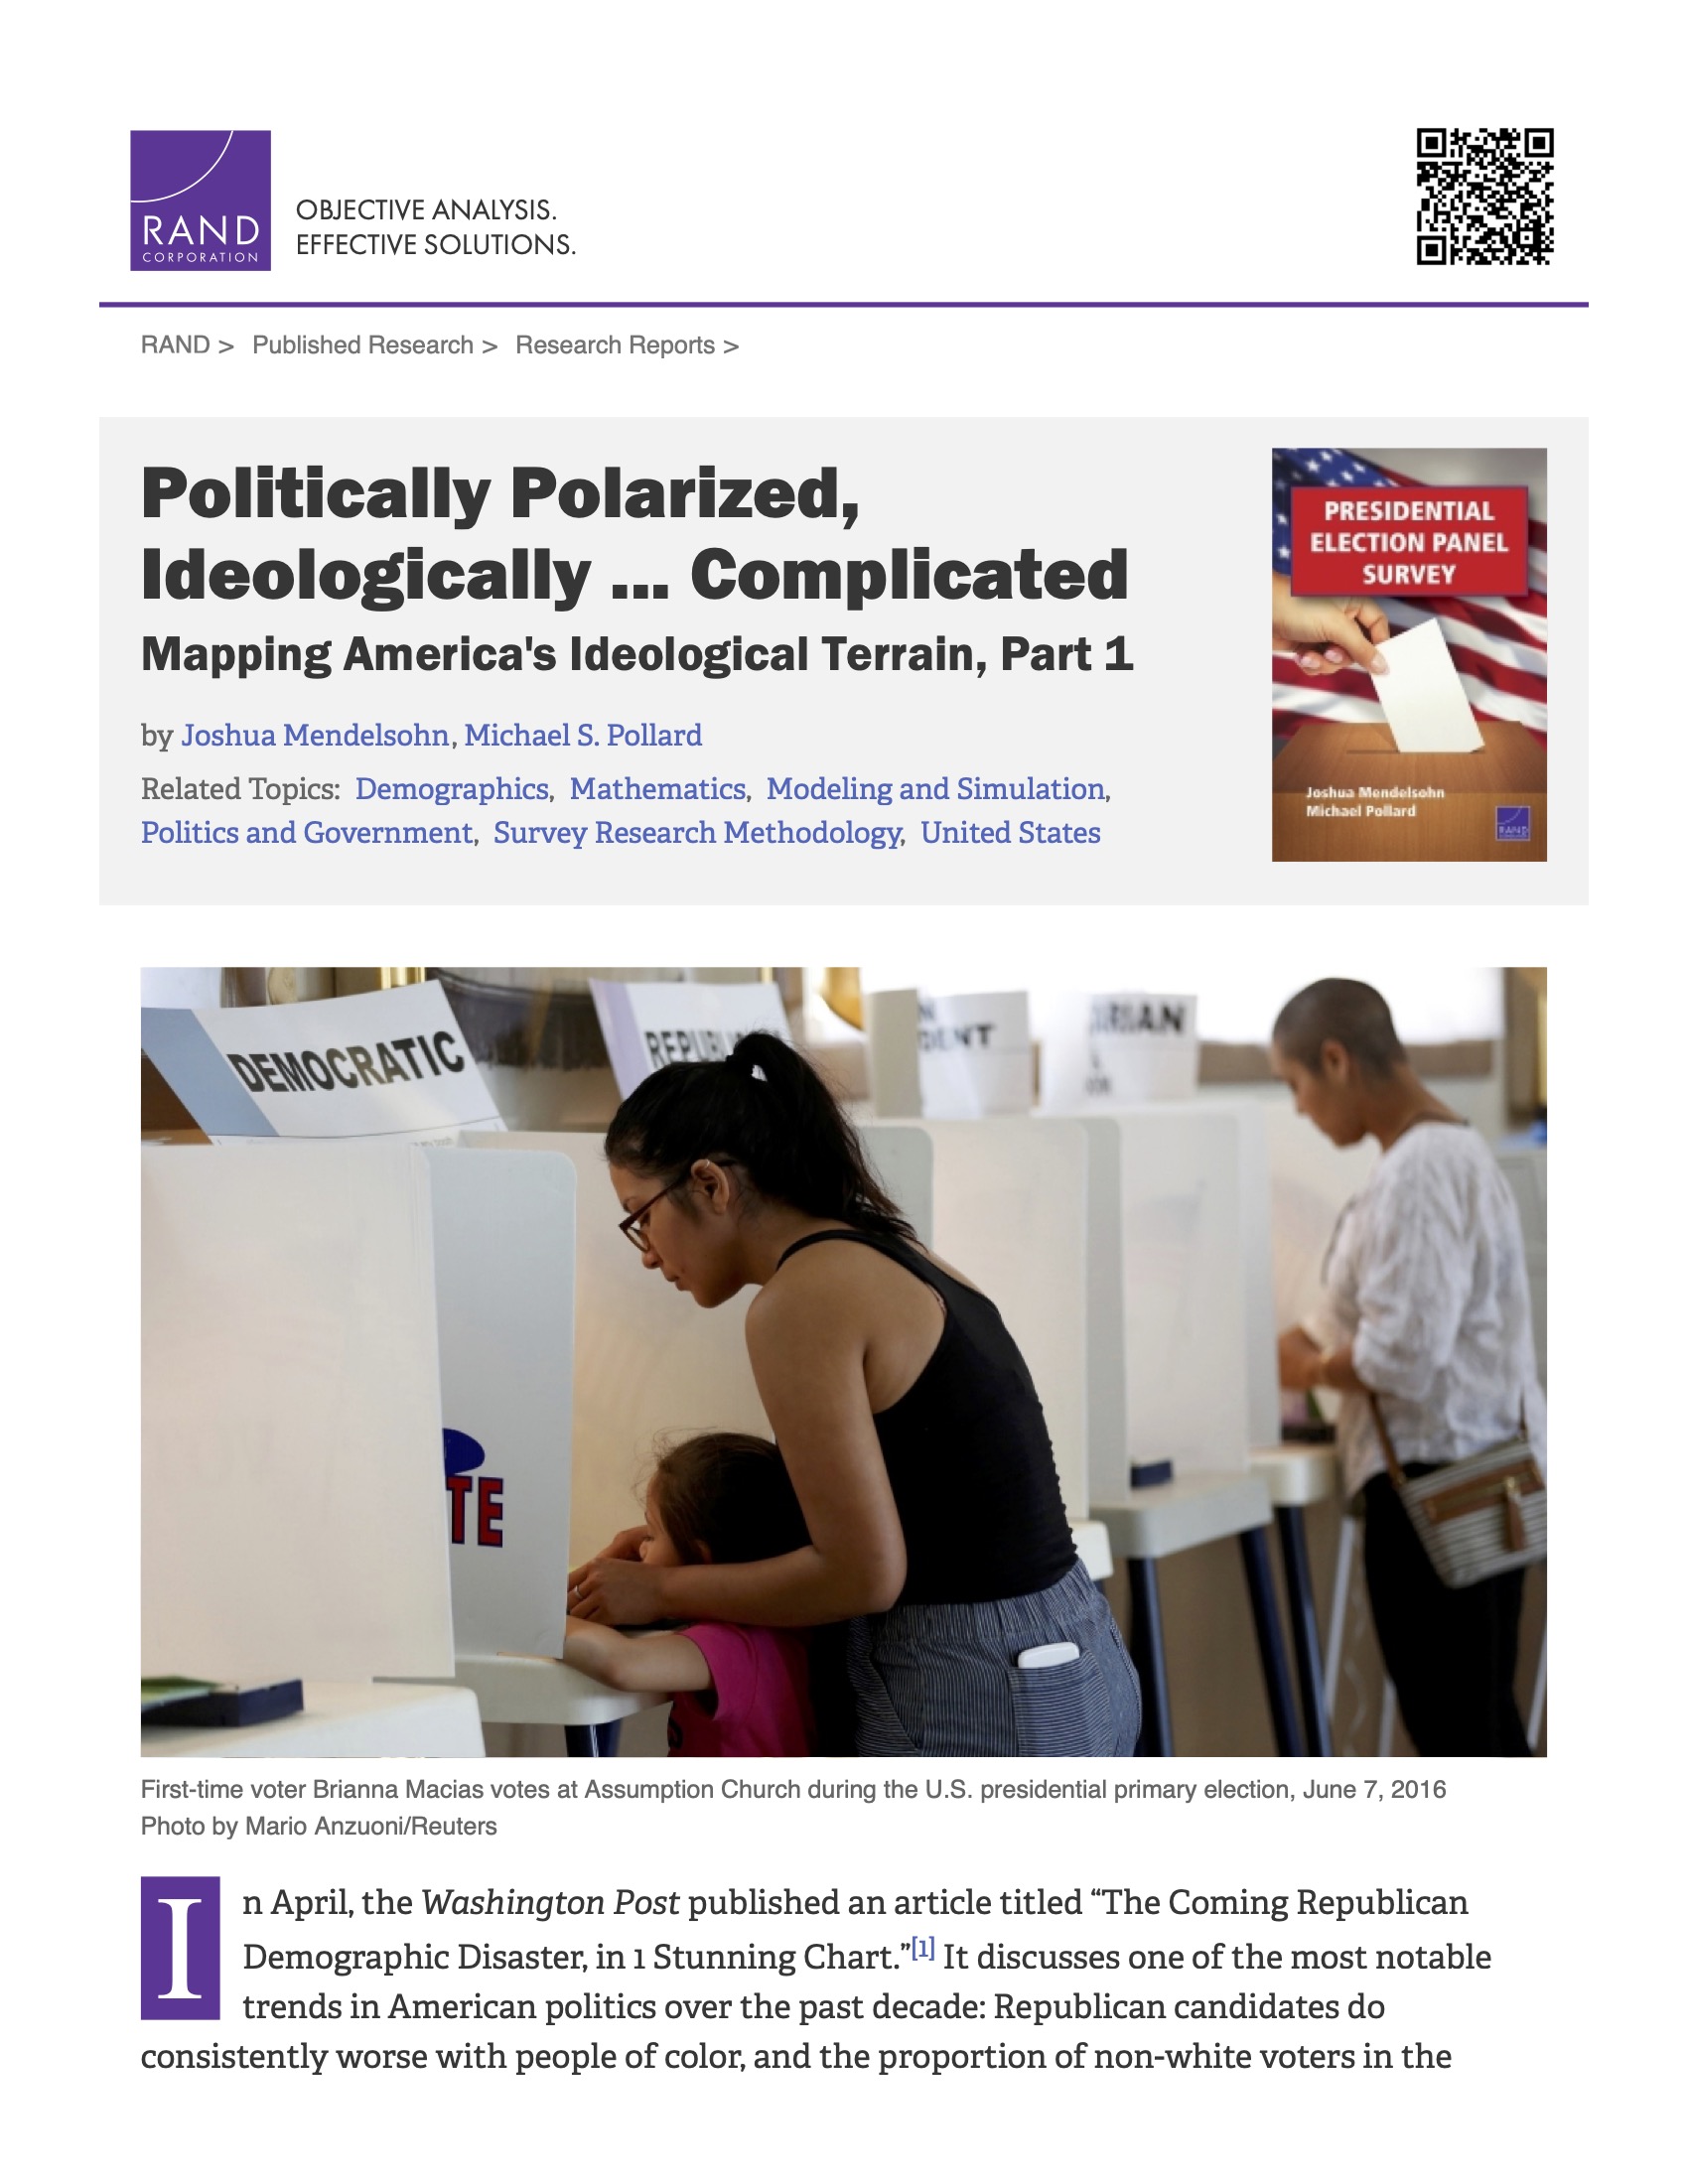 RAND
CORPORATION
OBJECTIVE ANALYSIS.
EFFECTIVE SOLUTIONS.
RAND > Published Research > Research Reports >
Politically Polarized,
Ideologically ... Complicated
Mapping America's Ideological Terrain, Part 1
by Joshua Mendelsohn, Michael S. Pollard
Related Topics: Demographics, Mathematics, Modeling and Simulation,
Politics and Government, Survey Research Methodology, United States
PRESIDENTIAL
ELECTION PANEL
SURVEY
Joshua Mendelsohn
Michael Pollard
RAND
DEMOCRATIC
TE
First-time voter Brianna Macias votes at Assumption Church during the U.S. presidential primary election, June 7, 2016
Photo by Mario Anzuoni/Reuters
In April, the Washington Post published an article titled “The Coming Republican
Demographic Disaster, in 1 Stunning Chart.”[1] It discusses one of the most notable
trends in American politics over the past decade: Republican candidates do
consistently worse with people of color, and the proportion of non-white voters in the